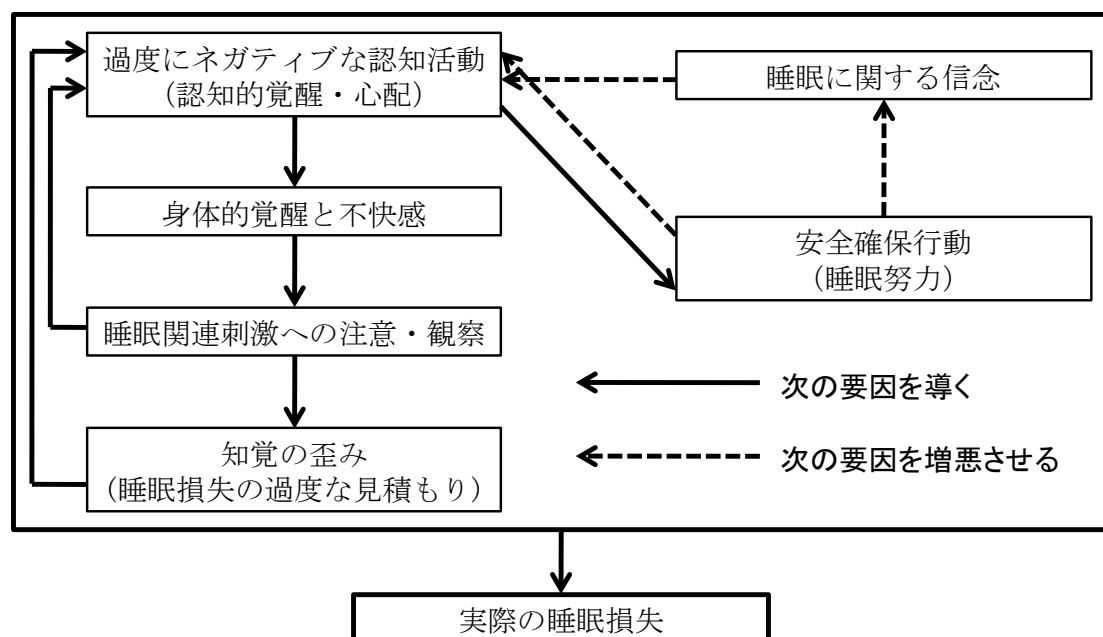 過度にネガティブな認知活動
（認知的覚醒・心配）
睡眠に関する信念
身体的覚醒と不快感
安全確保行動
（睡眠努力）
睡眠関連刺激への注意・観察
次の要因を導く
知覚の歪み
（睡眠損失の過度な見積もり）
次の要因を増悪させる
実際の睡眠損失